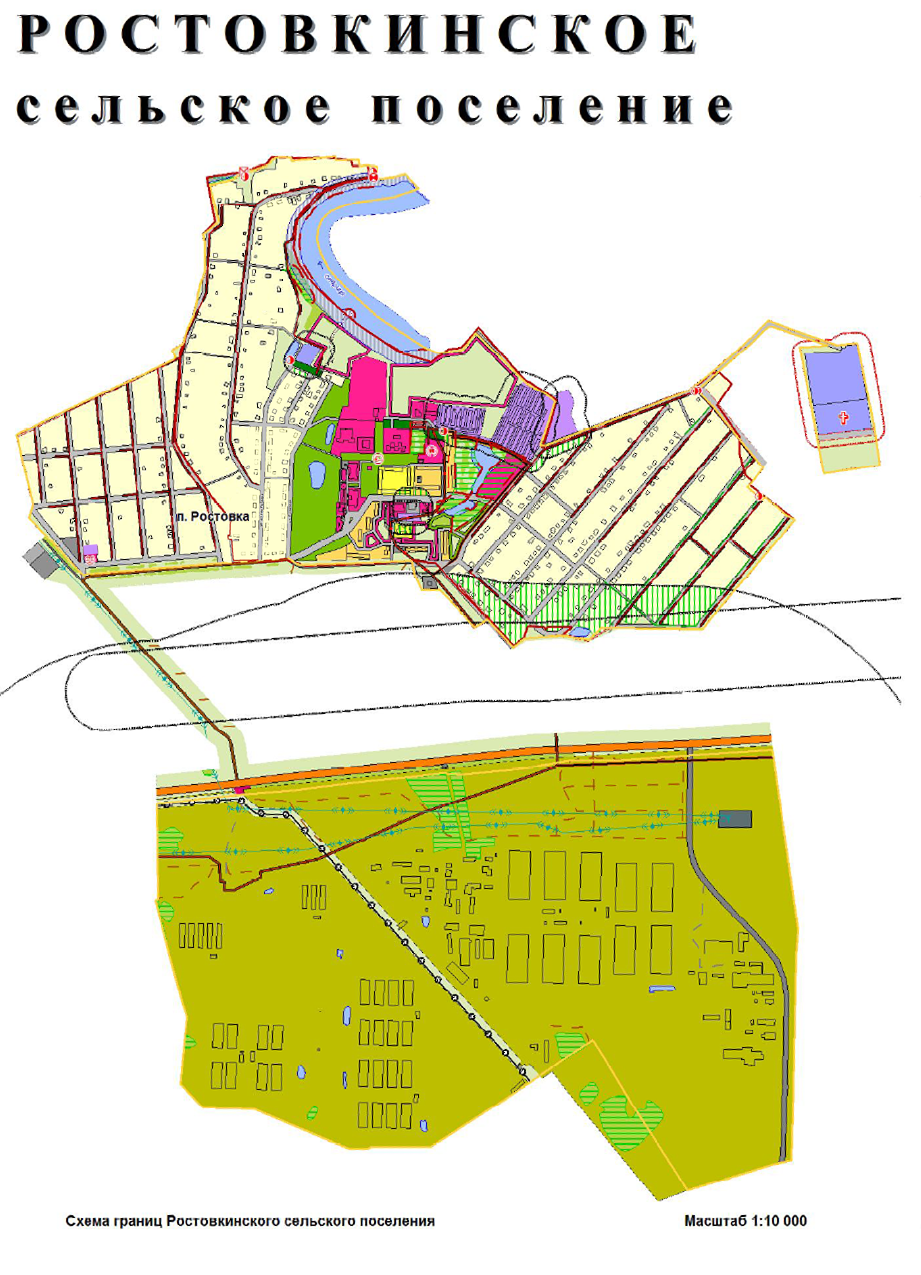 РОСТОВКИНСКОЕ
сельское поселение
п. Ростовка
Схема границ Ростовкинского сельского поселения
Масштаб 1:10 000